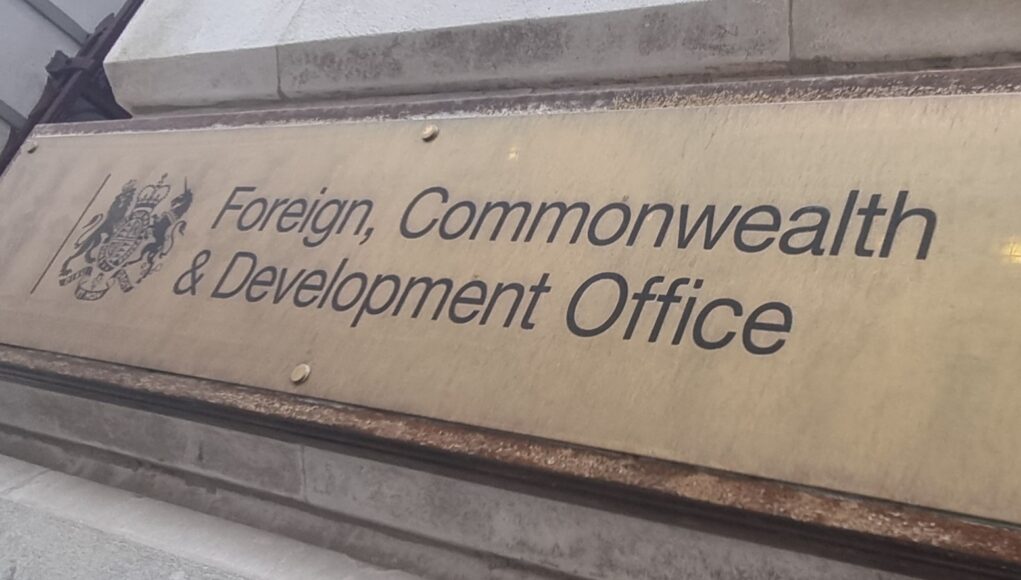 Foreign, Commonwealth
& Development Office